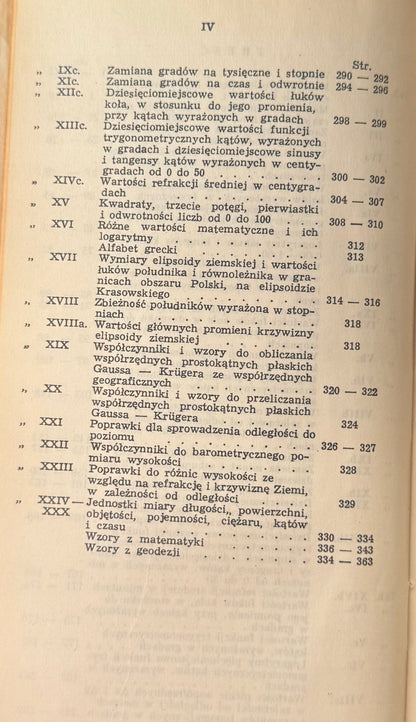 IV
Str.
„ IXc. Zamiana gradów na tysięczne i stopnie 290 — 292
„ XIc. Zamiana gradów na czas i odwrotnie 294 — 296
„ XIIc. Dziesięciomiejscowe wartości łuków
koła, w stosunku do jego promienia,
przy kątach wyrażonych w gradach 298 — 299
„ XIIIc. Dziesięciomiejscowe wartości funkcji
trygonometrycznych kątów, wyrażonych
w gradach i dziesięciomiejscowe sinusy
i tangensy kątów wyrażonych w centy-
gradach od 0 do 50 . . . . . . . 300 — 302
„ XIVc. Wartości refrakcji średniej w centygra-
dach . . . . . . . . . . . 304 — 307
„ XV Kwadraty, trzecie potęgi, pierwiastki
i odwrotności liczb od 0 do 100 . . . 308 — 310
„ XVI Różne wartości matematyczne i ich
logarytmy . . . . . . . . . 312
Alfabet grecki . . . . . . . . 313
„ XVII Wymiary elipsoidy ziemskiej i wartości
łuków południka i równoleżnika w gra-
nicach obszaru Polski, na elipsoidzie
Krasowskiego . . . . . . . . 314 — 316
„ XVIII Zbieżność południków wyrażona w stop-
niach . . . . . . . . . . . 318
„ XVIIIa. Wartości głównych promieni krzywizny
elipsoidy ziemskiej . . . . . . . 318
„ XIX Współczynniki i wzory do obliczania
współrzędnych prostokątnych płaskich
Gaussa — Krügera ze współrzędnych
geograficznych . . . . . . . . 320 — 322
„ XX Współczynniki i wzory do przeliczania
współrzędnych prostokątnych płaskich
Gaussa — Krügera . . . . . . . 324
„ XXI Poprawki dla sprowadzenia odległości do
poziomu . . . . . . . . . . 326 — 327
„ XXII Współczynniki do barometrycznego po-
miaru wysokości . . . . . . . . 328
„ XXIII Poprawki do różnic wysokości ze
względu na refrakcję i krzywiznę Ziemi,
w zależności od odległości . . . . . 329
„ XXIV — Jednostki miary długości,, powierzchni,
XXX objętości, pojemności, ciężaru, kątów
i czasu . . . . . . . . . . 330 — 334
Wzory z matematyki . . . . . . . 336 — 343
Wzory z geodezji . . . . . . . . 334 — 363